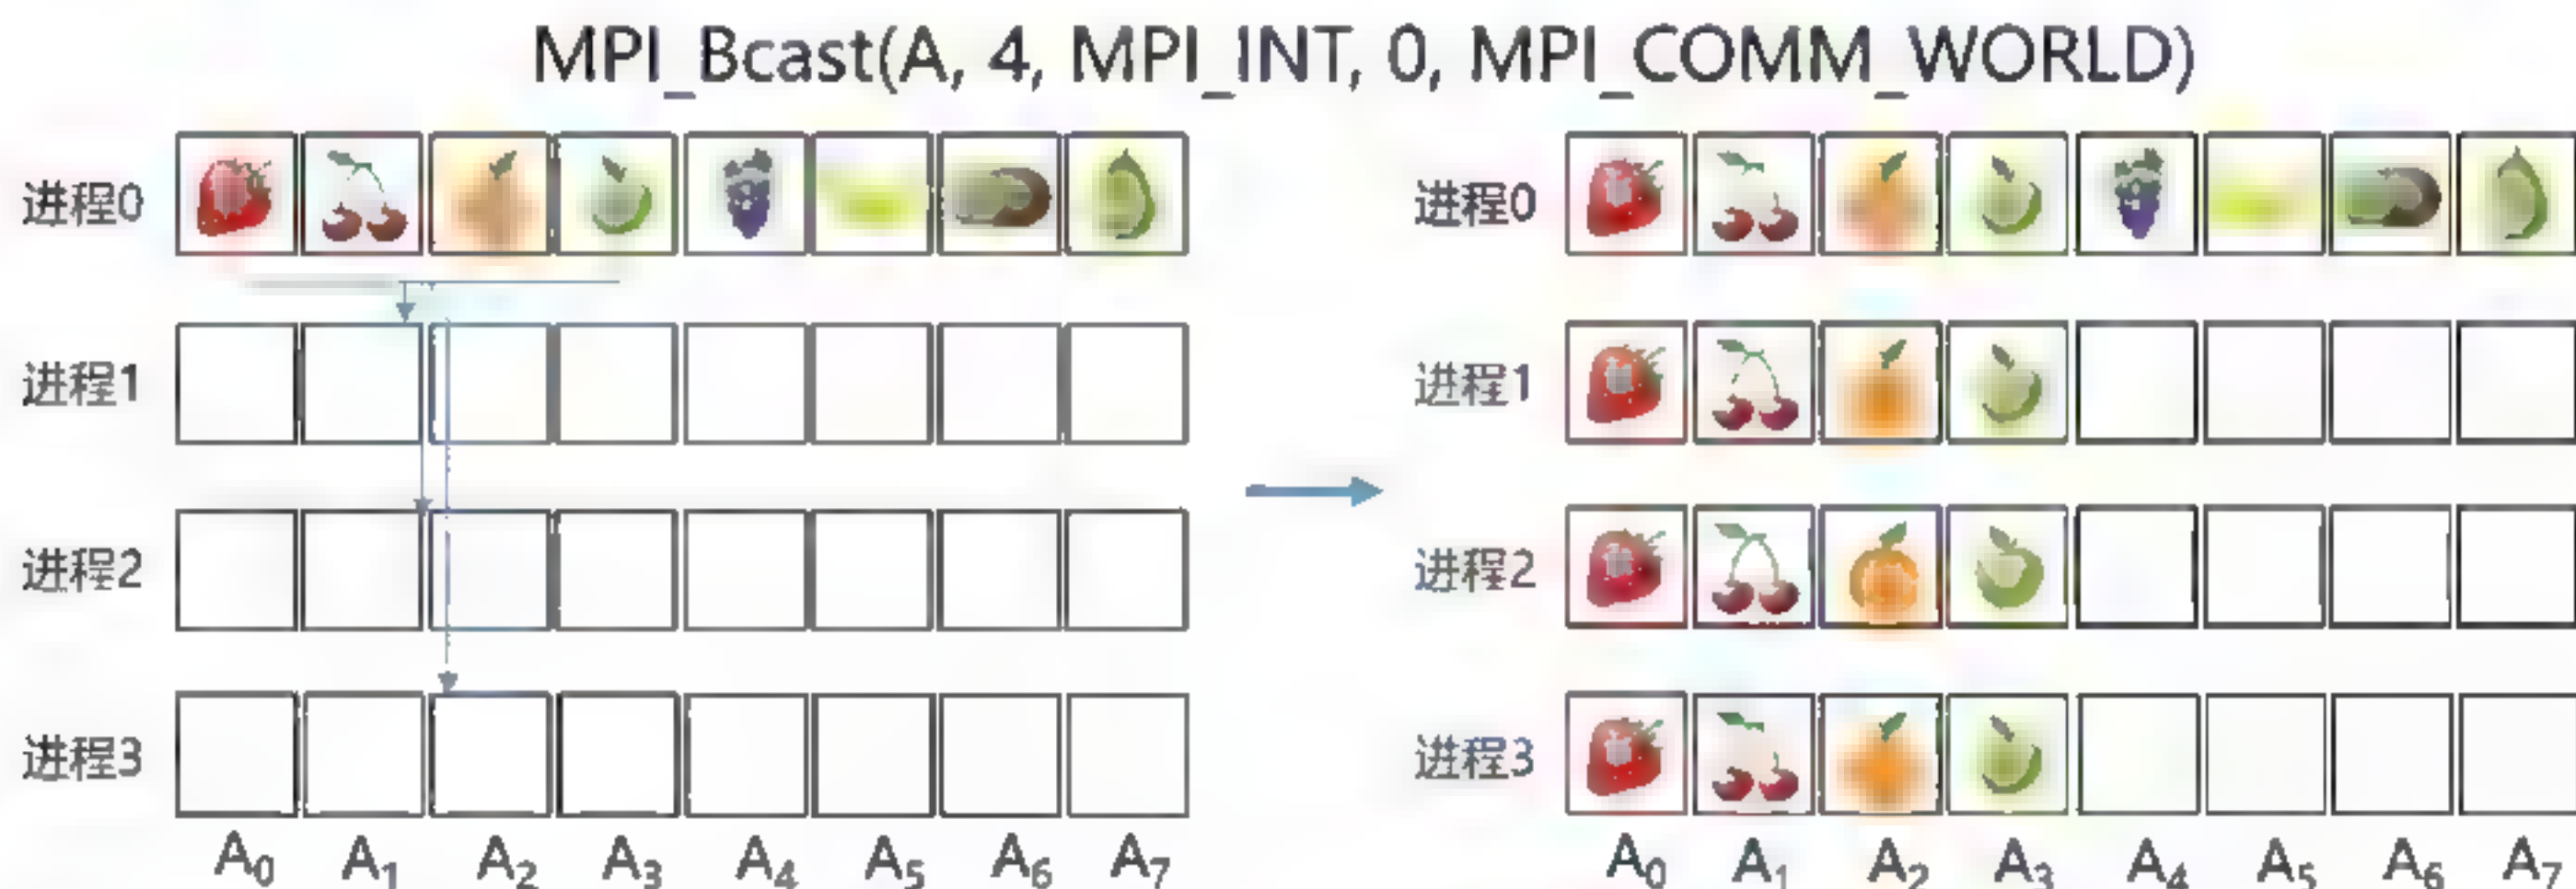 MPI_Bcast(A, 4, MPI_INT, 0, MPI_COMM_WORLD)
进程0 进程0
进程1 进程1
进程2 进程2
进程3 进程3
A0 A1 A2 A3 A4 A5 A6 A7 A0 A1 A2 A3 A4 A5 A6 A7